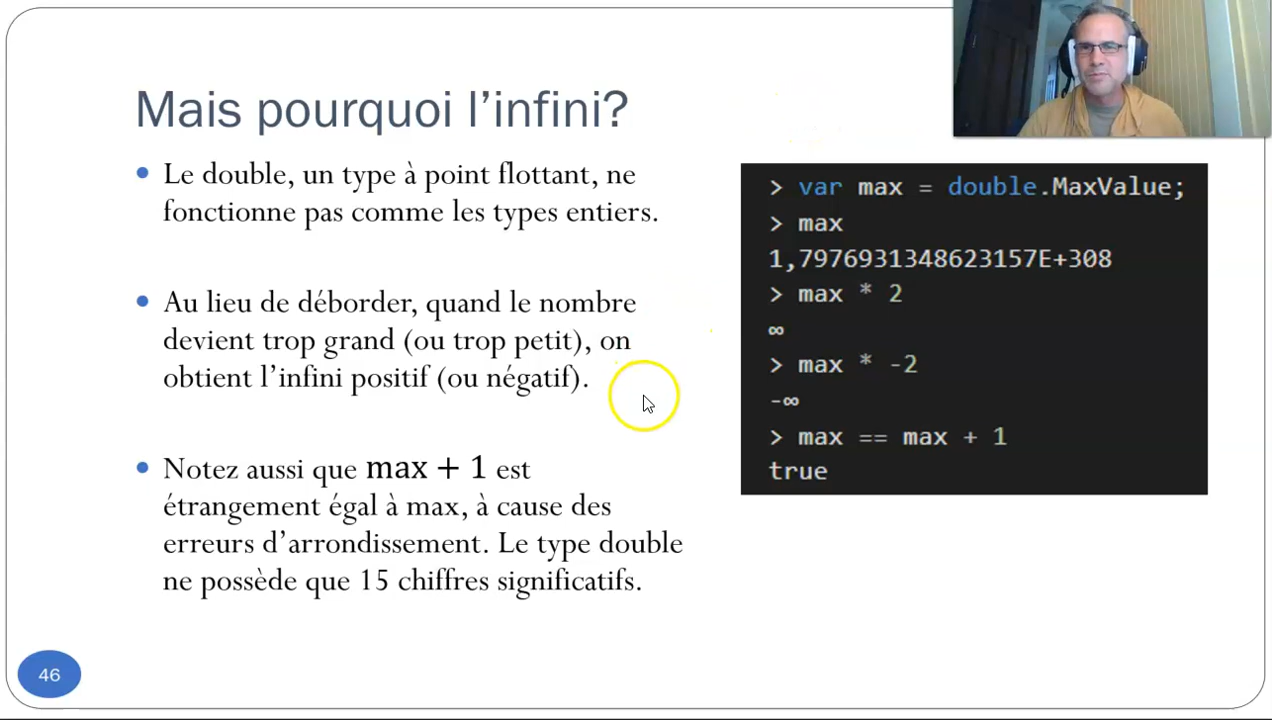 Mais pourquoi l’infini?
• Le double, un type à point flottant, ne
fonctionne pas comme les types entiers.
• Au lieu de déborder, quand le nombre
devient trop grand (ou trop petit), on
obtient l’infini positif (ou négatif).
• Notez aussi que max + 1 est
étrangement égal à max, à cause des
erreurs d’arrondissement. Le type double
ne possède que 15 chiffres significatifs.
> var max = double.MaxValue;
> max
1,7976931348623157E+308
> max * 2
∞
> max * -2
-∞
> max == max + 1
true
46